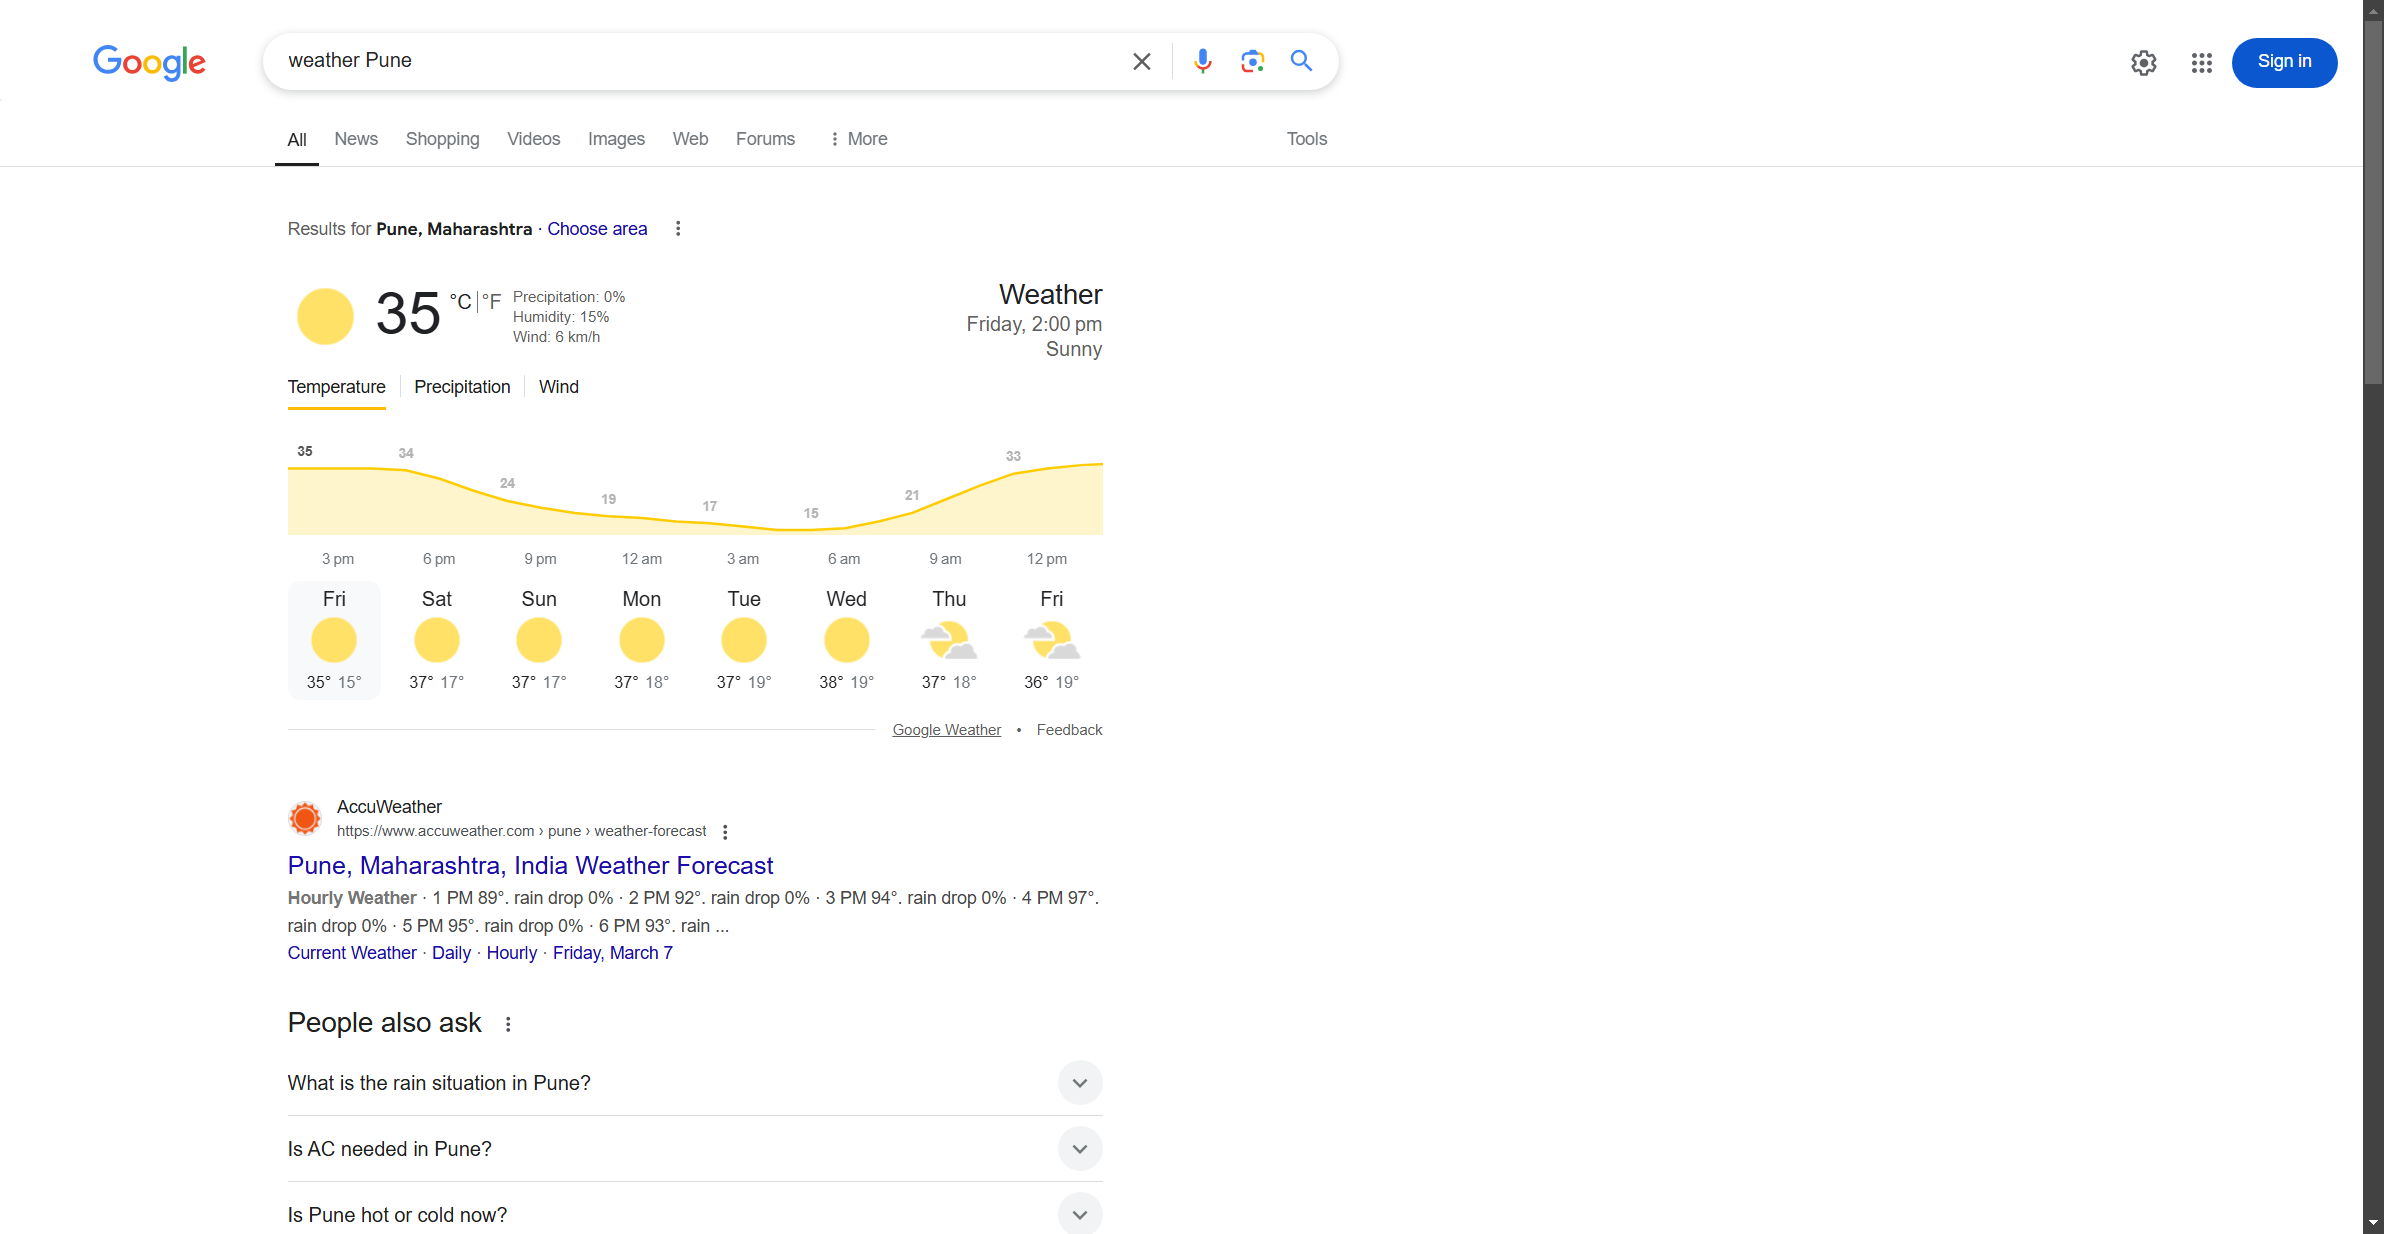 Google
weather Pune
Sign in
All News Shopping Videos Images Web Forums More Tools
Results for Pune, Maharashtra · Choose area
35 °C | °F
Precipitation: 0%
Humidity: 15%
Wind: 6 km/h
Weather
Friday, 2:00 pm
Sunny
Temperature Precipitation Wind
35 34 24 19 17 15 21 33
3 pm 6 pm 9 pm 12 am 3 am 6 am 9 am 12 pm
Fri Sat Sun Mon Tue Wed Thu Fri
35° 15° 37° 17° 37° 17° 37° 18° 37° 19° 38° 19° 37° 18° 36° 19°
Google Weather • Feedback
AccuWeather
https://www.accuweather.com › pune › weather-forecast
Pune, Maharashtra, India Weather Forecast
Hourly Weather · 1 PM 89°. rain drop 0% · 2 PM 92°. rain drop 0% · 3 PM 94°. rain drop 0% · 4 PM 97°.
rain drop 0% · 5 PM 95°. rain drop 0% · 6 PM 93°. rain ...
Current Weather · Daily · Hourly · Friday, March 7
People also ask
What is the rain situation in Pune?
Is AC needed in Pune?
Is Pune hot or cold now?